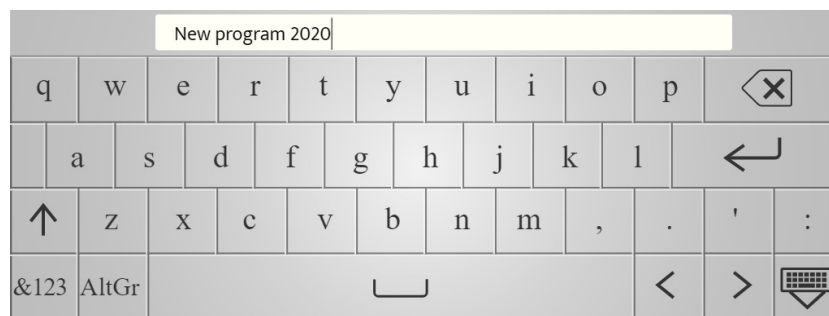 New program 2020
q w e r t y u i o p
a s d f g h j k l
z x c v b n m , . ' :
&123 AltGr < >